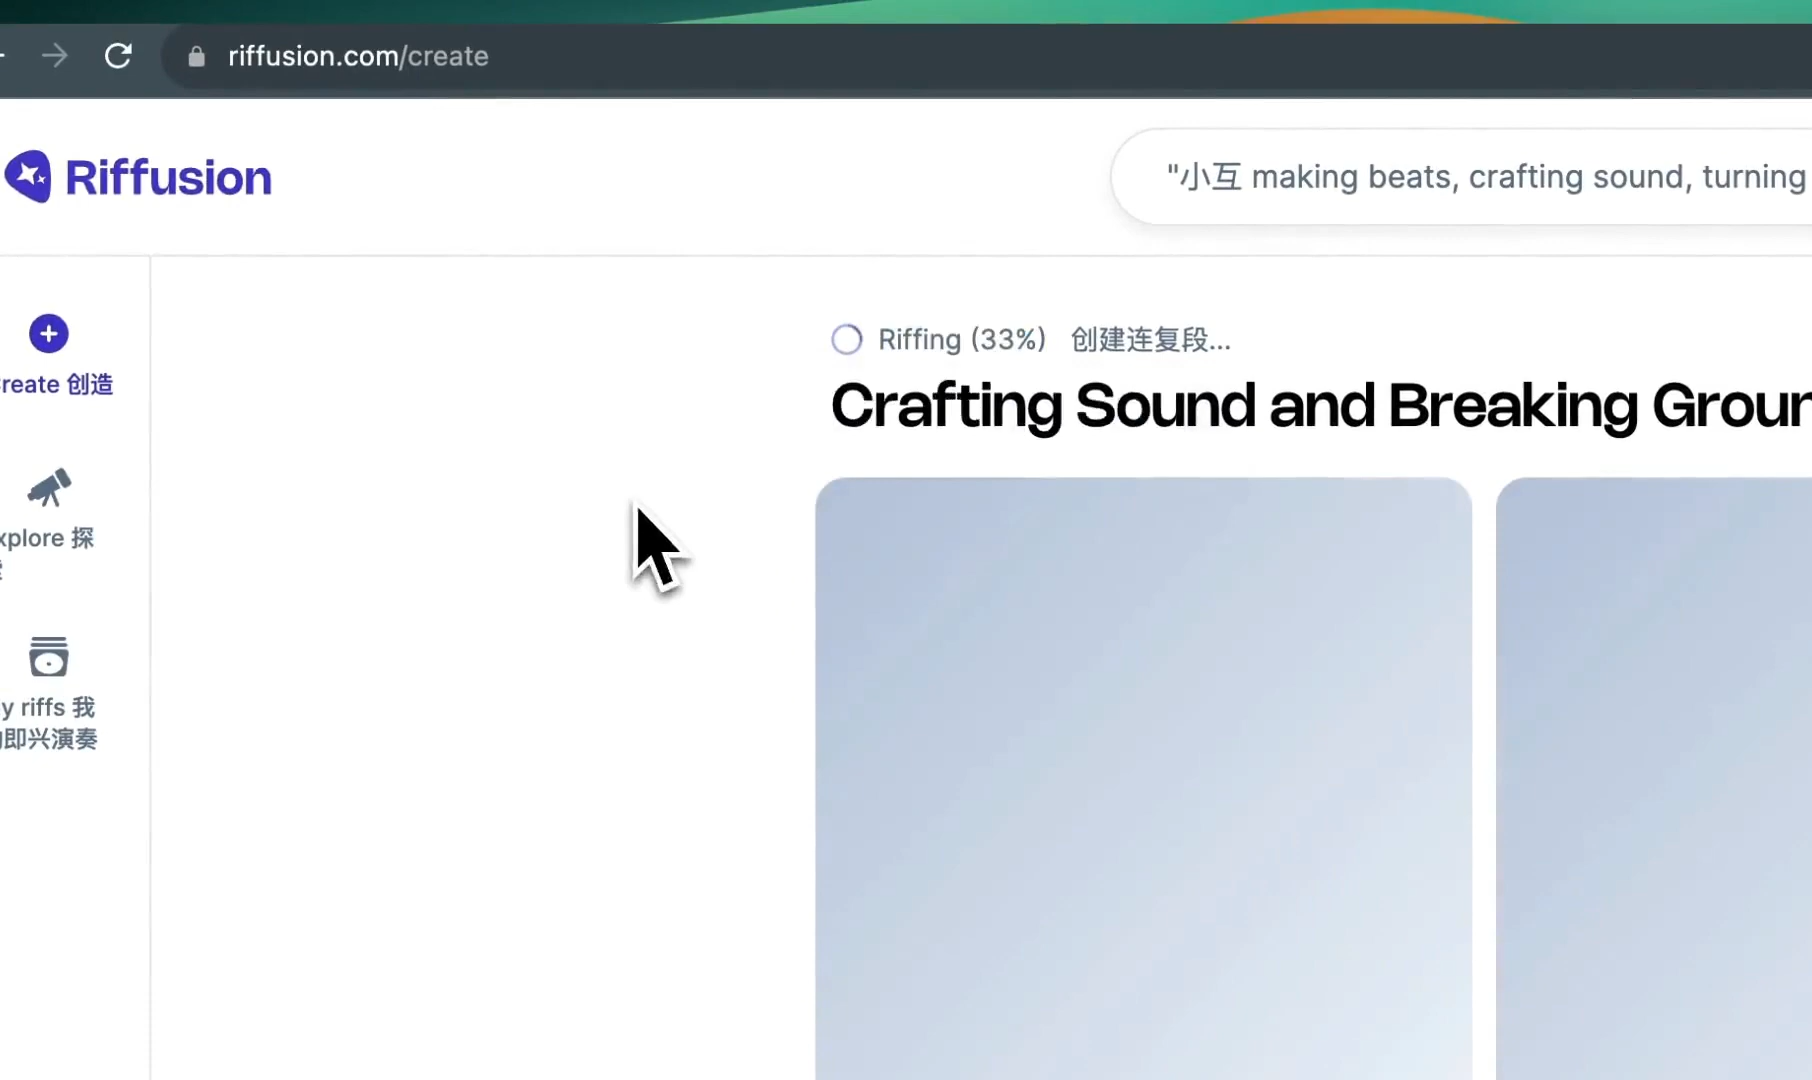 riffusion.com/create
Riffusion
"小互 making beats, crafting sound, turning
reate 创造
Riffing (33%) 创建连复段...
Crafting Sound and Breaking Groun
xplore 探
y riffs 我
即兴演奏